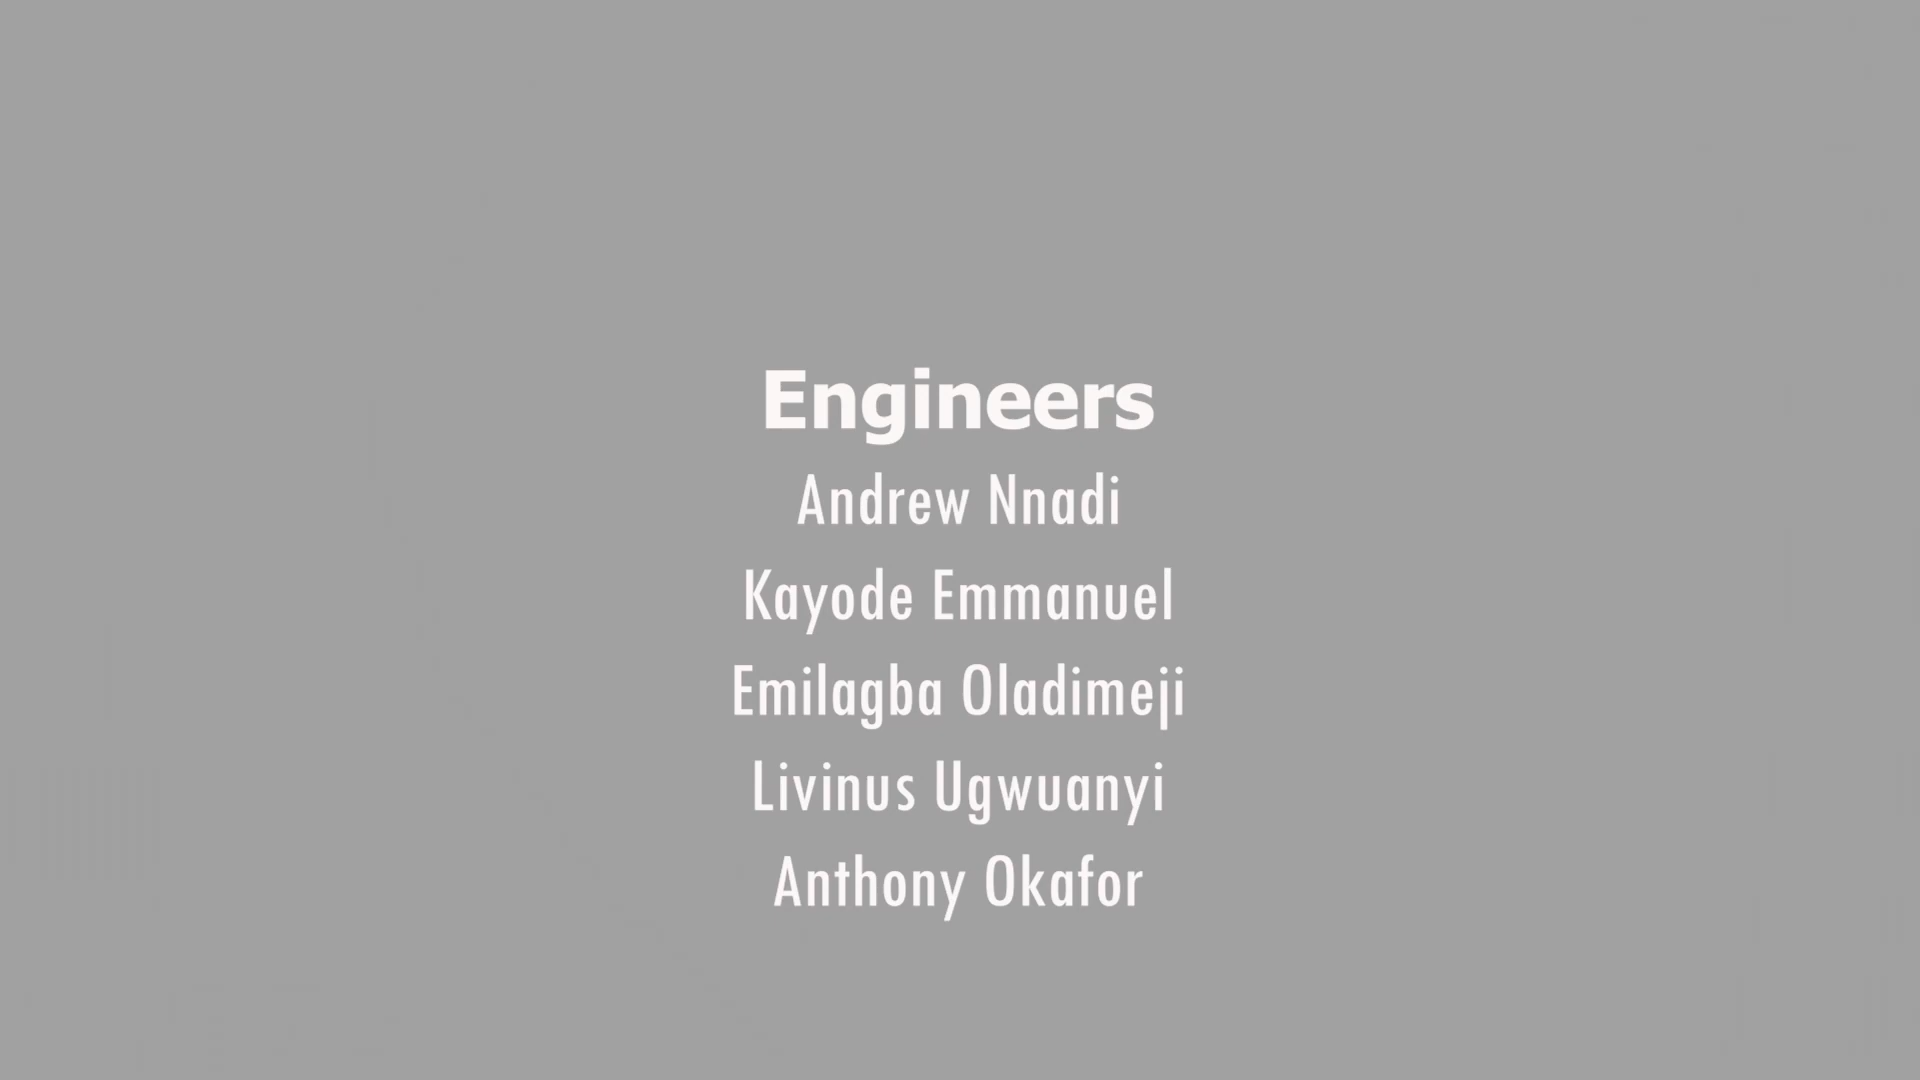 Engineers
Andrew Nnadi
Kayode Emmanuel
Emilagba Oladimeji
Livinus Ugwuanyi
Anthony Okafor